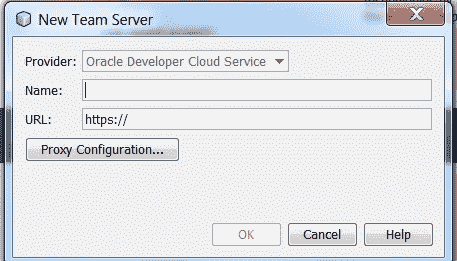 New Team Server
Provider: Oracle Developer Cloud Service
Name:
URL: https://
Proxy Configuration...
OK Cancel Help